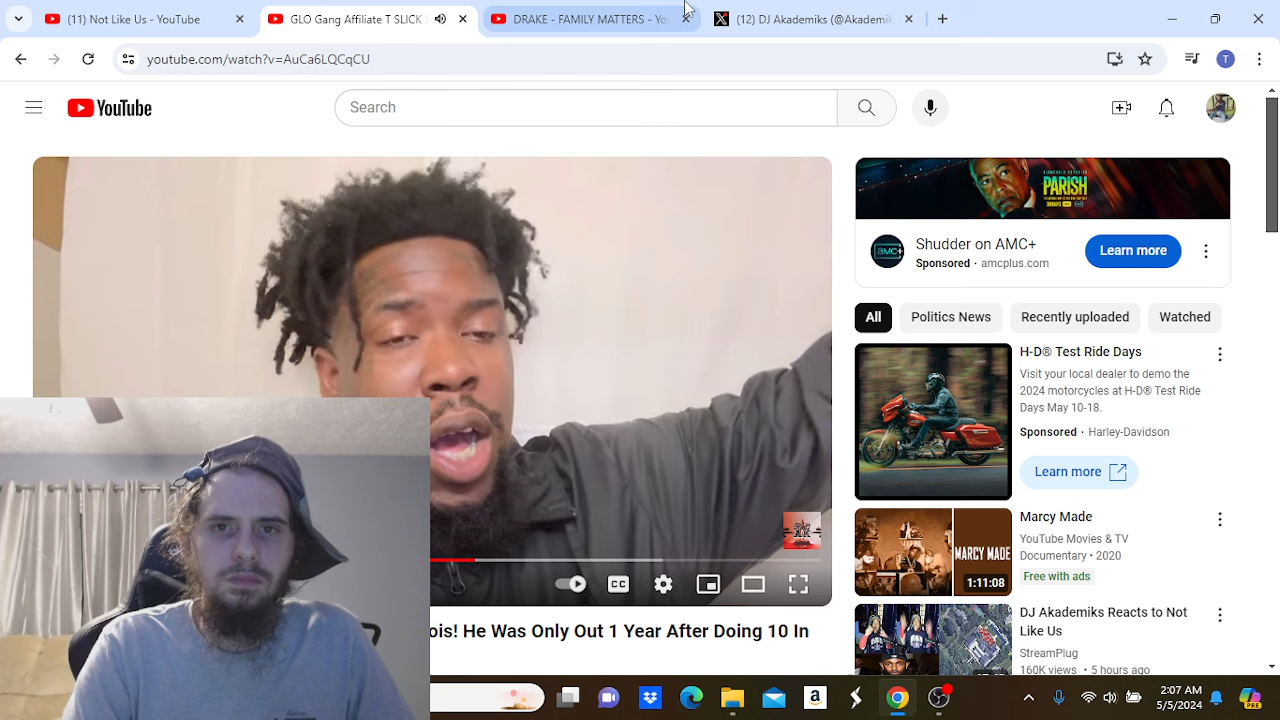 (11) Not Like Us - YouTube
GLO Gang Affiliate T SLICK S
DRAKE - FAMILY MATTERS - You
(12) DJ Akademiks (@Akademik
youtube.com/watch?v=AuCa6LQCqCU
T
YouTube
Search
PARISH
Shudder on AMC+
Sponsored · amcplus.com
Learn more
amc+
All
Politics News
Recently uploaded
Watched
H-D® Test Ride Days
Visit your local dealer to demo the
2024 motorcycles at H-D® Test Ride
Days May 10-18.
Sponsored · Harley-Davidson
Learn more
Marcy Made
YouTube Movies & TV
Documentary • 2020
Free with ads
MARCY MADE
1:11:08
DJ Akademiks Reacts to Not
Like Us
StreamPlug
160K views • 5 hours ago
CC
ois! He Was Only Out 1 Year After Doing 10 In
2:07 AM
5/5/2024
PRE